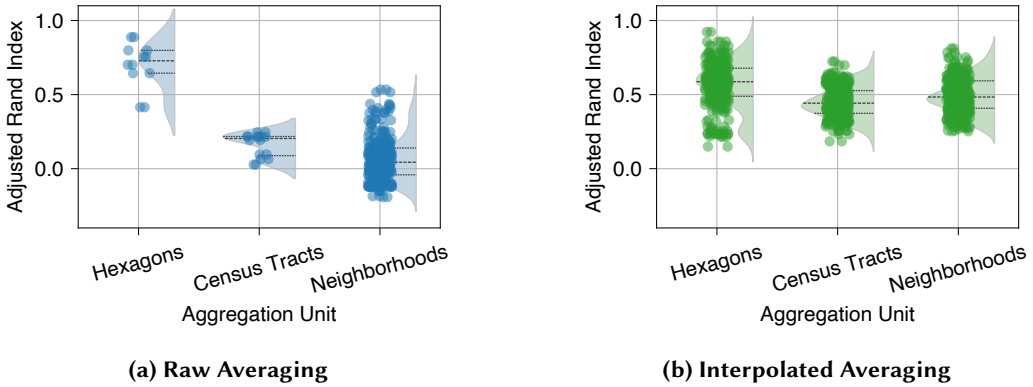 Adjusted Rand Index
1.0
0.5
0.0
Hexagons
Census Tracts
Neighborhoods
Aggregation Unit
(a) Raw Averaging
Adjusted Rand Index
1.0
0.5
0.0
Hexagons
Census Tracts
Neighborhoods
Aggregation Unit
(b) Interpolated Averaging